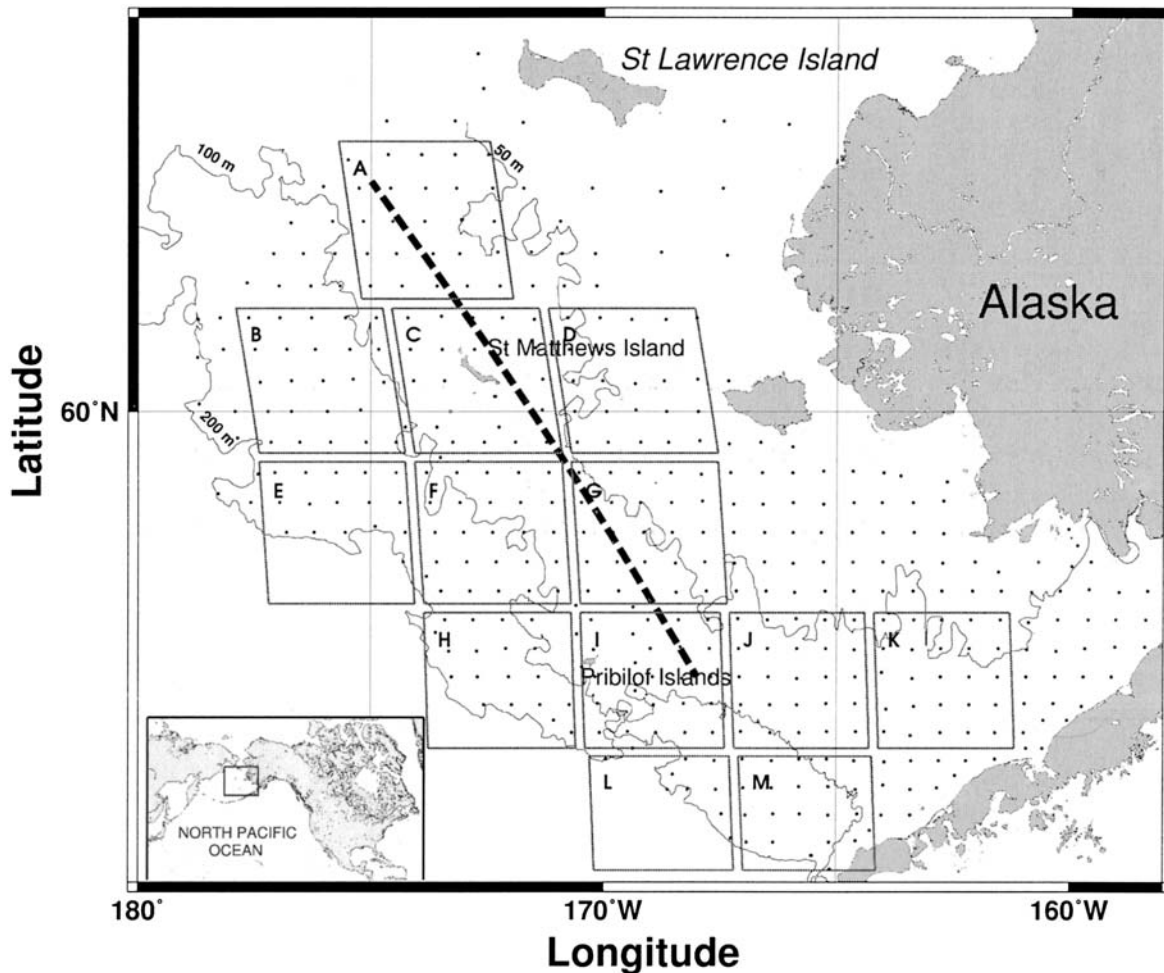 St Lawrence Island
100 m
50 m
A
Alaska
B
C
D
St Matthews Island
Latitude
60°N
200 m
E
F
G
H
I
J
K
Pribilof Islands
L
M
NORTH PACIFIC
OCEAN
180°
170°W
160°W
Longitude